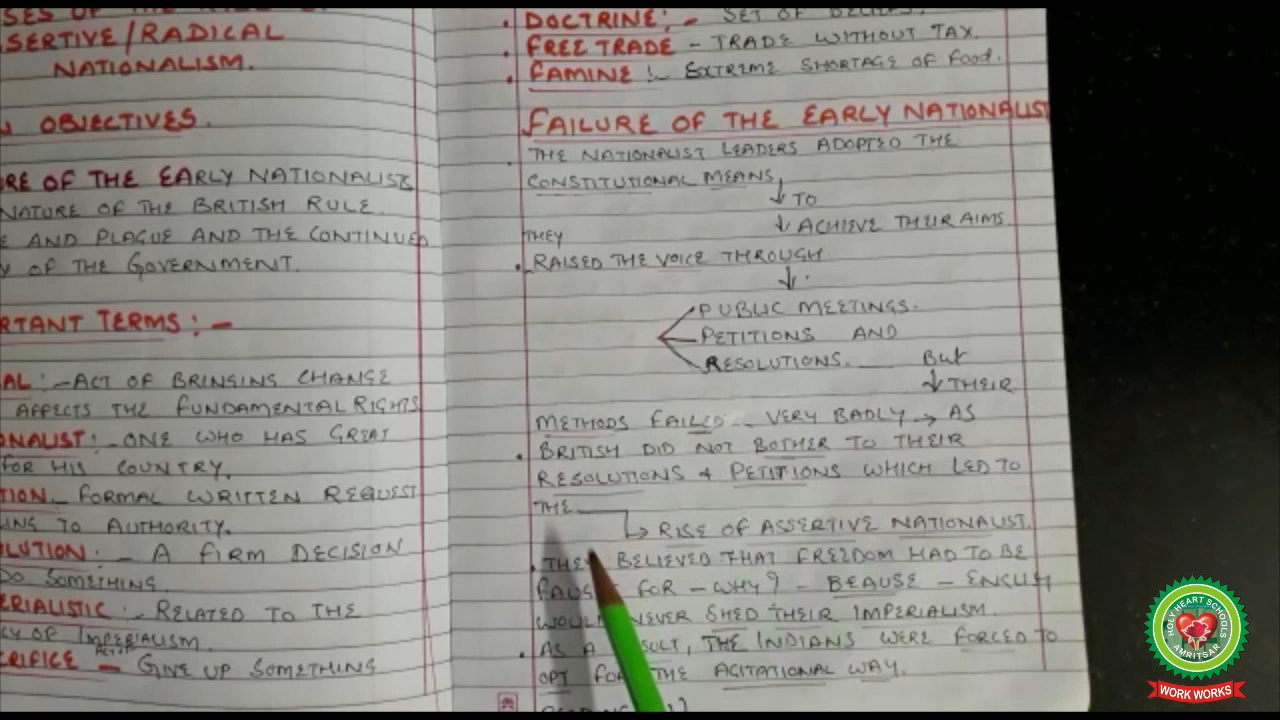 SERTIVE/RADICAL
NATIONALISM.
OBJECTIVES.
RE OF THE EARLY NATIONALISTS
NATURE OF THE BRITISH RULE.
E AND PLAGUE AND THE CONTINUED
Y OF THE GOVERNMENT.
RTANT TERMS:-
AL:-ACT OF BRINGING CHANGE
AFFECTS THE FUNDAMENTAL RIGHTS
ONALIST:-ONE WHO HAS GREAT
FOR HIS COUNTRY.
TION- FORMAL WRITTEN REQUEST
TO AUTHORITY.
OLUTION:- A FIRM DECISION
DO SOMETHING.
ERIALISTIC:- RELATED TO THE
CY OF IMPERIALISM.
CRIFICE - GIVE UP SOMETHING
DOCTRINE:- SET OF BELIEFS.
FREE TRADE - TRADE WITHOUT TAX.
FAMINE:- EXTREME SHORTAGE OF FOOD.
FAILURE OF THE EARLY NATIONALIST
THE NATIONALIST LEADERS ADOPTED THE
CONSTITUTIONAL MEANS,
↓ TO
↓ ACHIEVE THEIR AIMS.
THEY
RAISED THE VOICE THROUGH.
↓
PUBLIC MEETINGS.
PETITIONS AND
RESOLUTIONS. But
↓ THEIR
METHODS FAILED - VERY BADLY → AS
BRITISH DID NOT BOTHER TO THEIR
RESOLUTIONS & PETITIONS WHICH LED TO
THE
→ RISE OF ASSERTIVE NATIONALIST.
THEY BELIEVED THAT FREEDOM HAD TO BE
FOR - WHY? - BEAUSE - ENGLISH
WOULD NEVER SHED THEIR IMPERIALISM.
AS A RESULT, THE INDIANS WERE FORCED TO
OPT FOR THE AGITATIONAL WAY.
HOLY HEART SCHOOLS
AMRITSAR
WORK WORKS